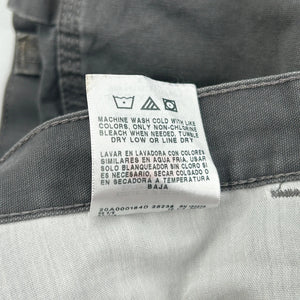 MACHINE WASH COLD WITH LIKE
COLORS, ONLY NON-CHLORINE
BLEACH WHEN NEEDED, TUMBLE
DRY LOW OR LINE DRY
LAVAR EN LAVADORA CON COLORES
SIMILARES EN AQUA FRIA, USAR
SOLO BLANQUEADOR SIN CLORO SI
ES NECESARIO, SECAR COLGADO O
EN SECADORA A TEMPERATURA
BAJA